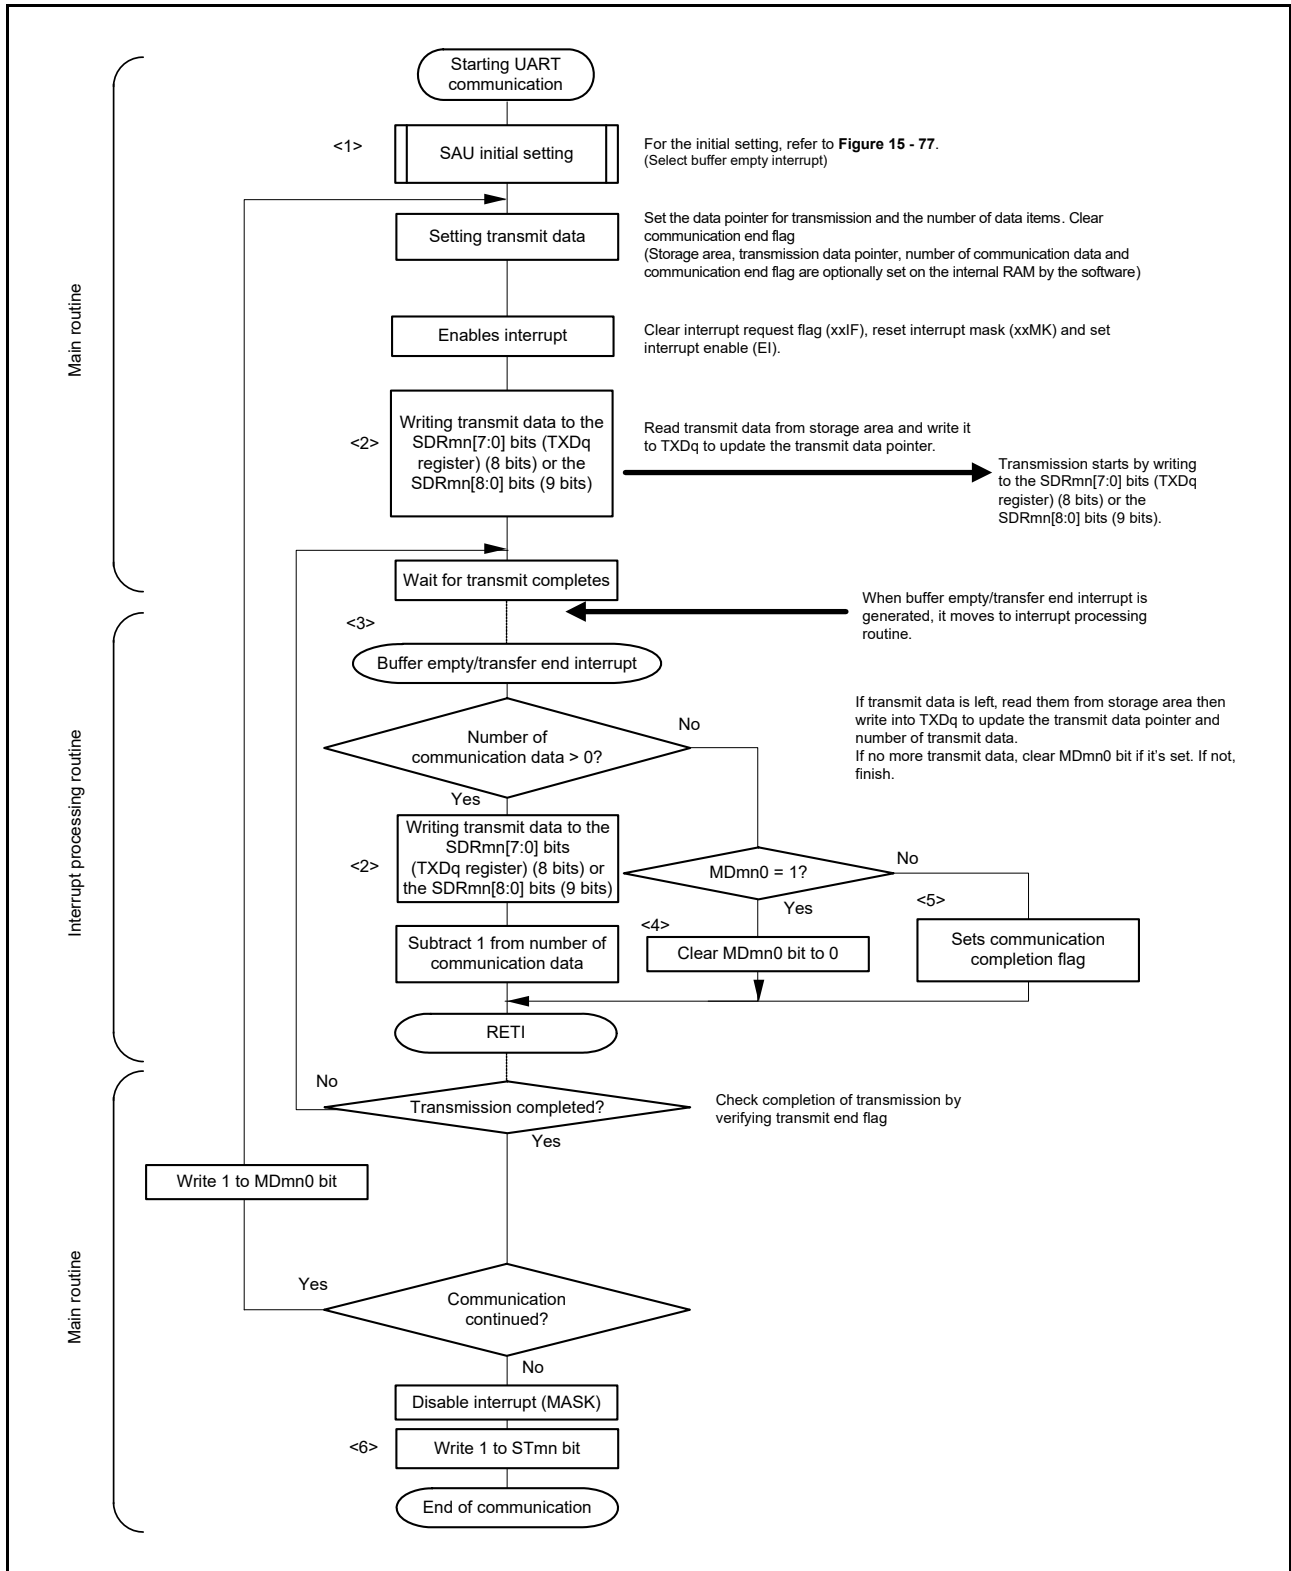 Starting UART
communication
<1>
SAU initial setting
For the initial setting, refer to Figure 15 - 77.
(Select buffer empty interrupt)
Setting transmit data
Set the data pointer for transmission and the number of data items. Clear
communication end flag
(Storage area, transmission data pointer, number of communication data and
communication end flag are optionally set on the internal RAM by the software)
Main routine
Enables interrupt
Clear interrupt request flag (xxIF), reset interrupt mask (xxMK) and set
interrupt enable (EI).
<2>
Writing transmit data to the
SDRmn[7:0] bits (TXDq
register) (8 bits) or the
SDRmn[8:0] bits (9 bits)
Read transmit data from storage area and write it
to TXDq to update the transmit data pointer.
Transmission starts by writing
to the SDRmn[7:0] bits (TXDq
register) (8 bits) or the
SDRmn[8:0] bits (9 bits).
Wait for transmit completes
When buffer empty/transfer end interrupt is
generated, it moves to interrupt processing
routine.
<3>
Buffer empty/transfer end interrupt
Interrupt processing routine
Number of
communication data > 0?
No
Yes
If transmit data is left, read them from storage area then
write into TXDq to update the transmit data pointer and
number of transmit data.
If no more transmit data, clear MDmn0 bit if it's set. If not,
finish.
<2>
Writing transmit data to the
SDRmn[7:0] bits
(TXDq register) (8 bits) or
the SDRmn[8:0] bits (9 bits)
MDmn0 = 1?
No
Yes
<4>
<5>
Subtract 1 from number of
communication data
Clear MDmn0 bit to 0
Sets communication
completion flag
RETI
No
Transmission completed?
Yes
Check completion of transmission by
verifying transmit end flag
Write 1 to MDmn0 bit
Main routine
Yes
Communication
continued?
No
Disable interrupt (MASK)
<6>
Write 1 to STmn bit
End of communication